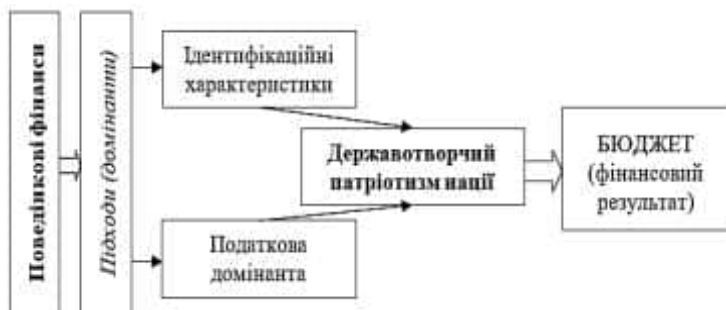 Поведінкові фінанси
Підходи (домінанти)
Ідентифікаційні
характеристики
Державотворчий
патріотизм нації
Податкова
домінанта
БЮДЖЕТ
(фінансовий
результат)